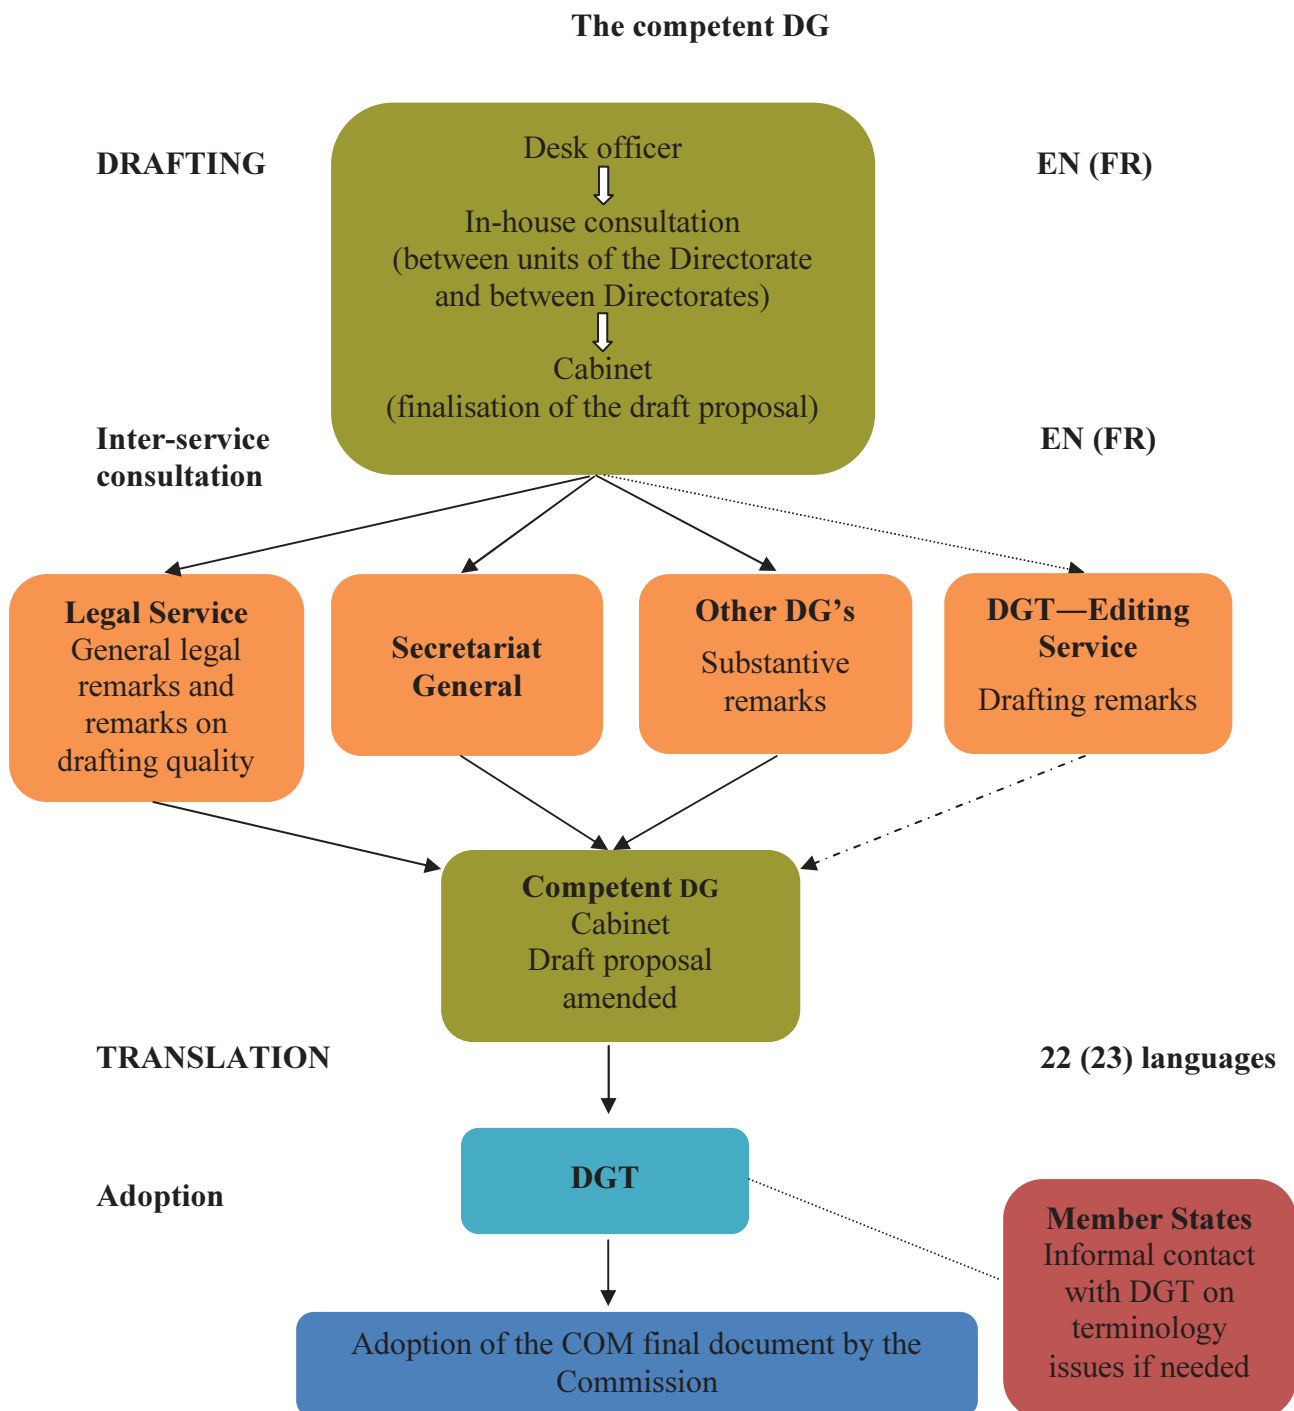 The competent DG
DRAFTING
Desk officer
In-house consultation
(between units of the Directorate
and between Directorates)
Cabinet
(finalisation of the draft proposal)
EN (FR)
Inter-service
consultation
EN (FR)
Legal Service
General legal
remarks and
remarks on
drafting quality
Secretariat
General
Other DG’s
Substantive
remarks
DGT—Editing
Service
Drafting remarks
Competent DG
Cabinet
Draft proposal
amended
TRANSLATION
22 (23) languages
DGT
Adoption
Member States
Informal contact
with DGT on
terminology
issues if needed
Adoption of the COM final document by the
Commission